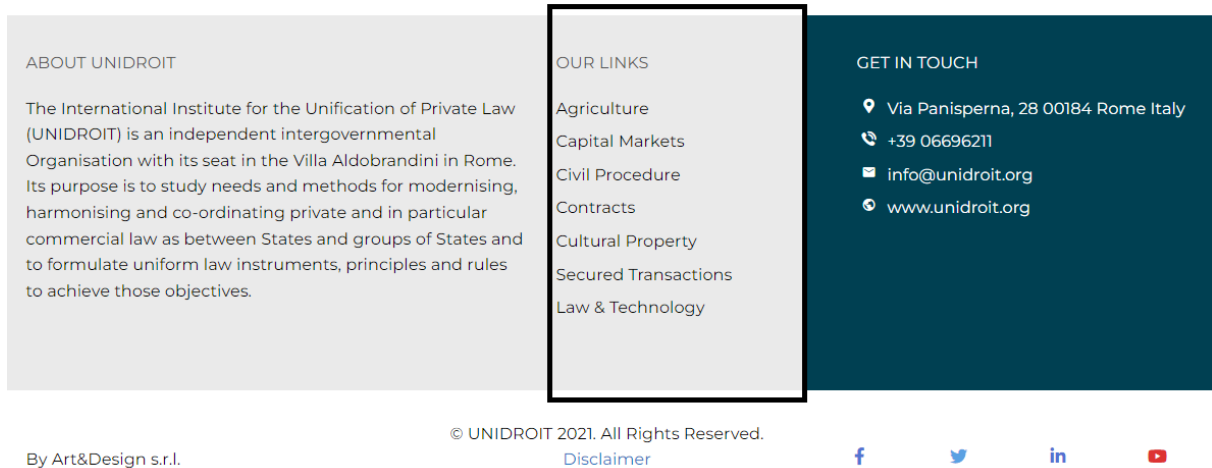 ABOUT UNIDROIT
The International Institute for the Unification of Private Law
(UNIDROIT) is an independent intergovernmental
Organisation with its seat in the Villa Aldobrandini in Rome.
Its purpose is to study needs and methods for modernising,
harmonising and co-ordinating private and in particular
commercial law as between States and groups of States and
to formulate uniform law instruments, principles and rules
to achieve those objectives.
OUR LINKS
Agriculture
Capital Markets
Civil Procedure
Contracts
Cultural Property
Secured Transactions
Law & Technology
GET IN TOUCH
Via Panisperna, 28 00184 Rome Italy
+39 06696211
info@unidroit.org
www.unidroit.org
© UNIDROIT 2021. All Rights Reserved.
By Art&Design s.r.l.
Disclaimer